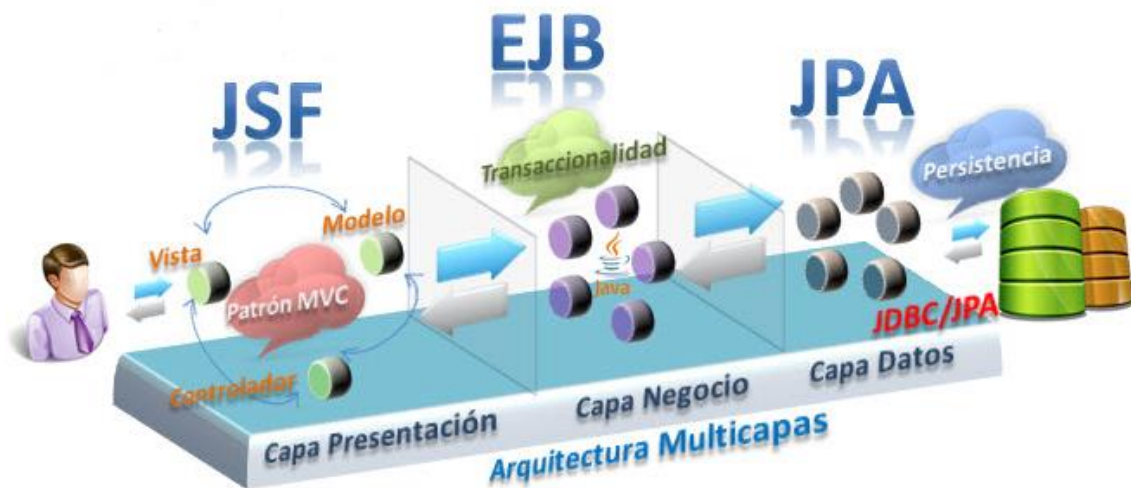 JSF
EJB
JPA
Transaccionalidad
Persistencia
Modelo
Vista
Patrón MVC
Java
JDBC/JPA
Controlador
Capa Presentación
Capa Negocio
Capa Datos
Arquitectura Multicapas